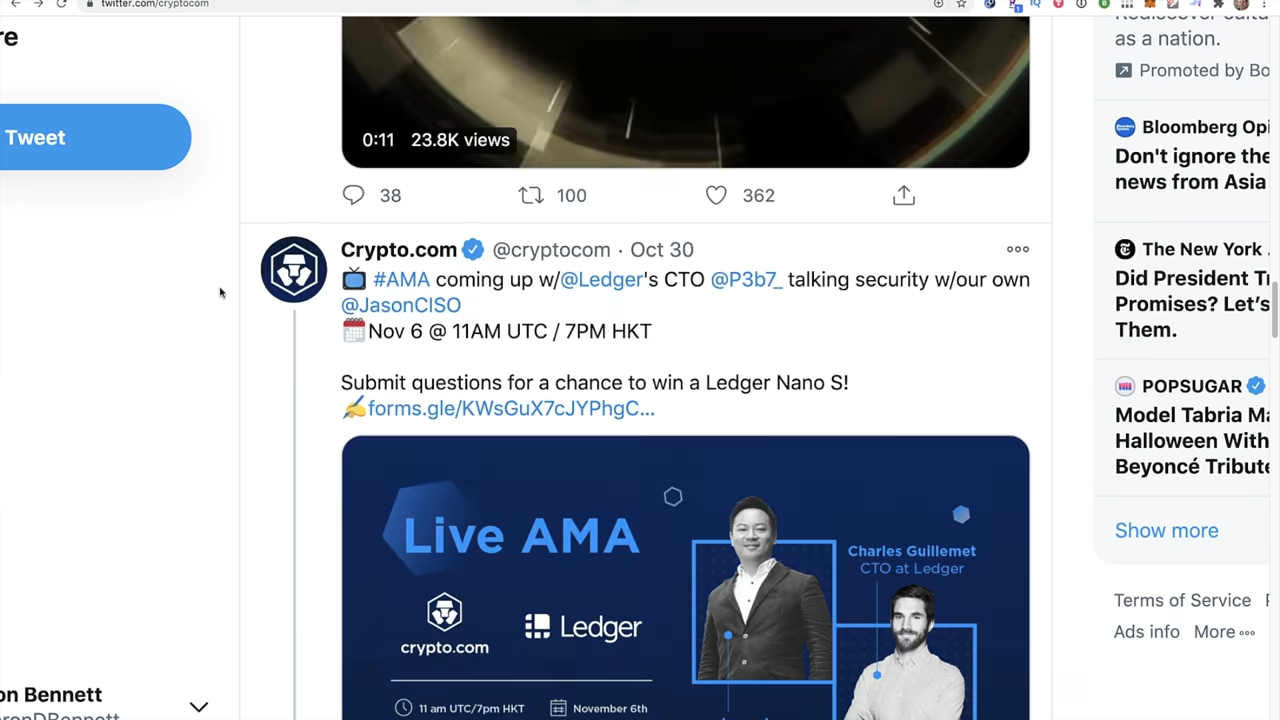 twitter.com/cryptocom
re
Tweet
0:11 23.8K views
38 100 362
Crypto.com @cryptocom · Oct 30
#AMA coming up w/@Ledger's CTO @P3b7_ talking security w/our own
@JasonCISO
Nov 6 @ 11AM UTC / 7PM HKT
Submit questions for a chance to win a Ledger Nano S!
forms.gle/KWsGuX7cJYPhgC...
Live AMA
crypto.com
Ledger
11 am UTC/7pm HKT
November 6th
Charles Guillemet
CTO at Ledger
as a nation.
Promoted by Bo
Bloomberg Opi
Don't ignore the
news from Asia
The New York
Did President Tr
Promises? Let's
Them.
POPSUGAR
Model Tabria Ma
Halloween With
Beyoncé Tribute
Show more
Terms of Service
Ads info More
on Bennett